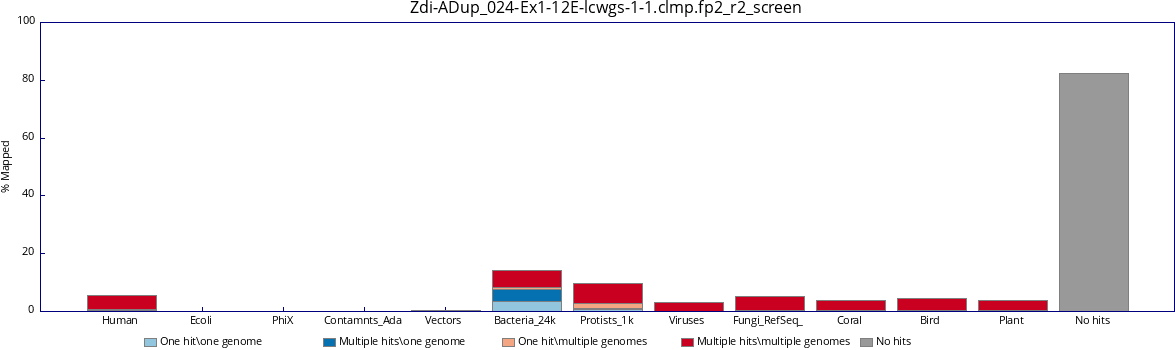 Zdi-ADup_024-Ex1-12E-lcwgs-1-1.clmp.fp2_r2_screen
100
80
60
40
20
0
% Mapped
Human Ecoli PhiX Contamnts_Ada Vectors Bacteria_24k Protists_1k Viruses Fungi_RefSeq_ Coral Bird Plant No hits
One hit\one genome Multiple hits\one genome One hit\multiple genomes Multiple hits\multiple genomes No hits